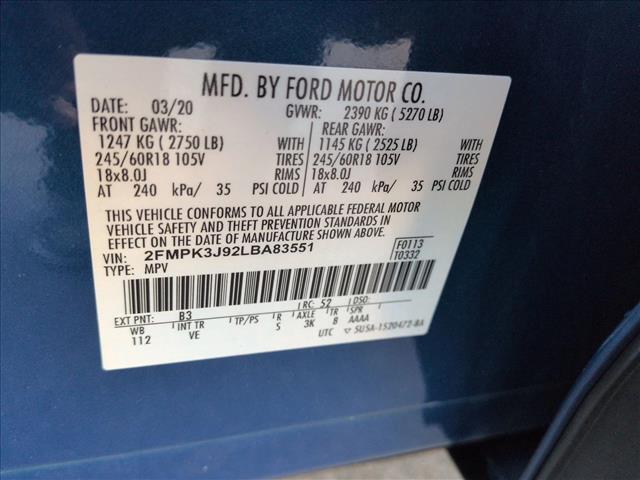 MFD. BY FORD MOTOR CO.
DATE: 03/20 GVWR: 2390 KG ( 5270 LB)
FRONT GAWR: REAR GAWR:
1247 KG ( 2750 LB) WITH 1145 KG ( 2525 LB) WITH
245/60R18 105V TIRES 245/60R18 105V TIRES
18x8.0J RIMS 18x8.0J RIMS
AT 240 kPa/ 35 PSI COLD AT 240 kPa/ 35 PSI COLD
THIS VEHICLE CONFORMS TO ALL APPLICABLE FEDERAL MOTOR
VEHICLE SAFETY AND THEFT PREVENTION STANDARDS
IN EFFECT ON THE DATE OF MANUFACTURE SHOWN ABOVE.
VIN: 2FMPK3J92LBA83551 F0113
TYPE: MPV T0332
EXT PNT: B3 RC: 52 DSO:
WB INT TR TP/PS R AXLE TR SPR
112 VE S 3K 8 AAAA
UTC 5U5A-1520472-BA